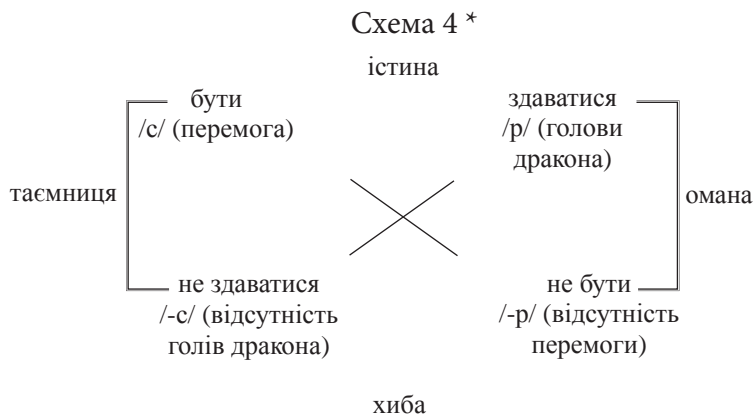 Схема 4 *
істина
бути
/с/ (перемога)
здаватися
/р/ (голови
дракона)
таємниця
омана
не здаватися
/-с/ (відсутність
голів дракона)
не бути
/-р/ (відсутність
перемоги)
хиба